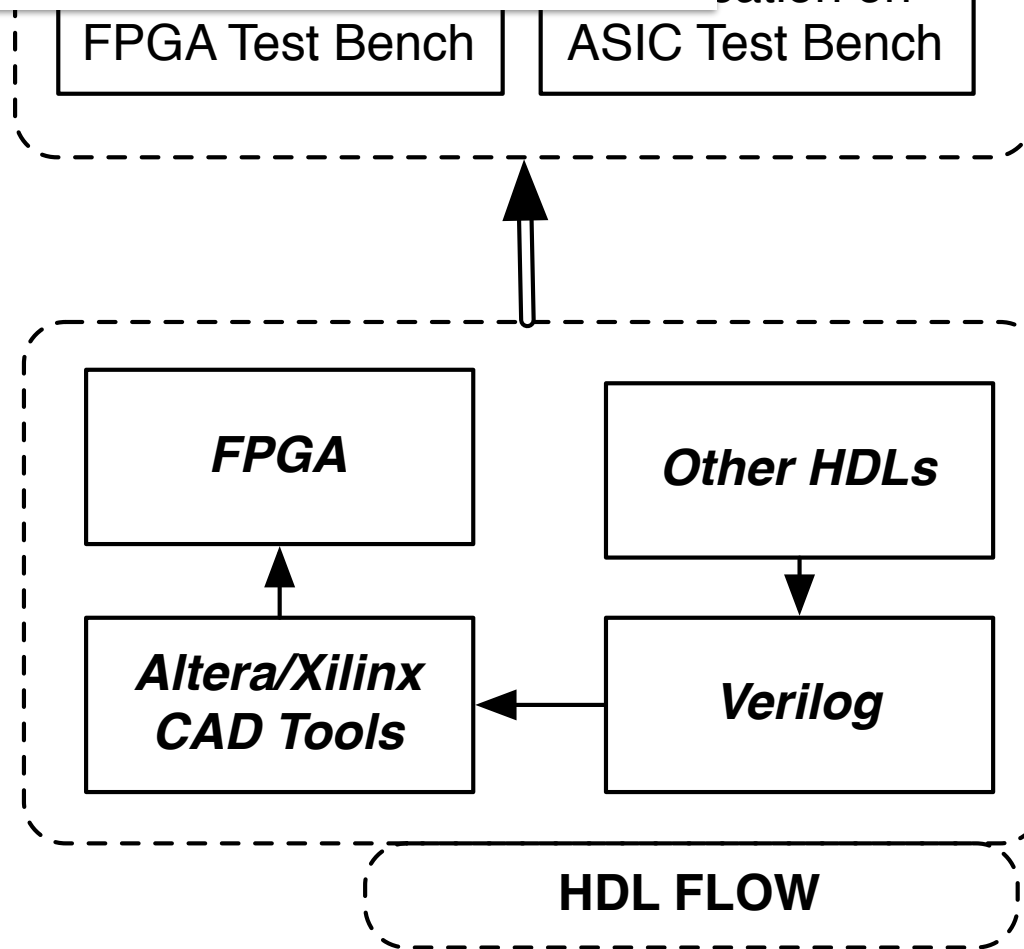 FPGA Test Bench
ASIC Test Bench
FPGA
Other HDLs
Altera/Xilinx
CAD Tools
Verilog
HDL FLOW